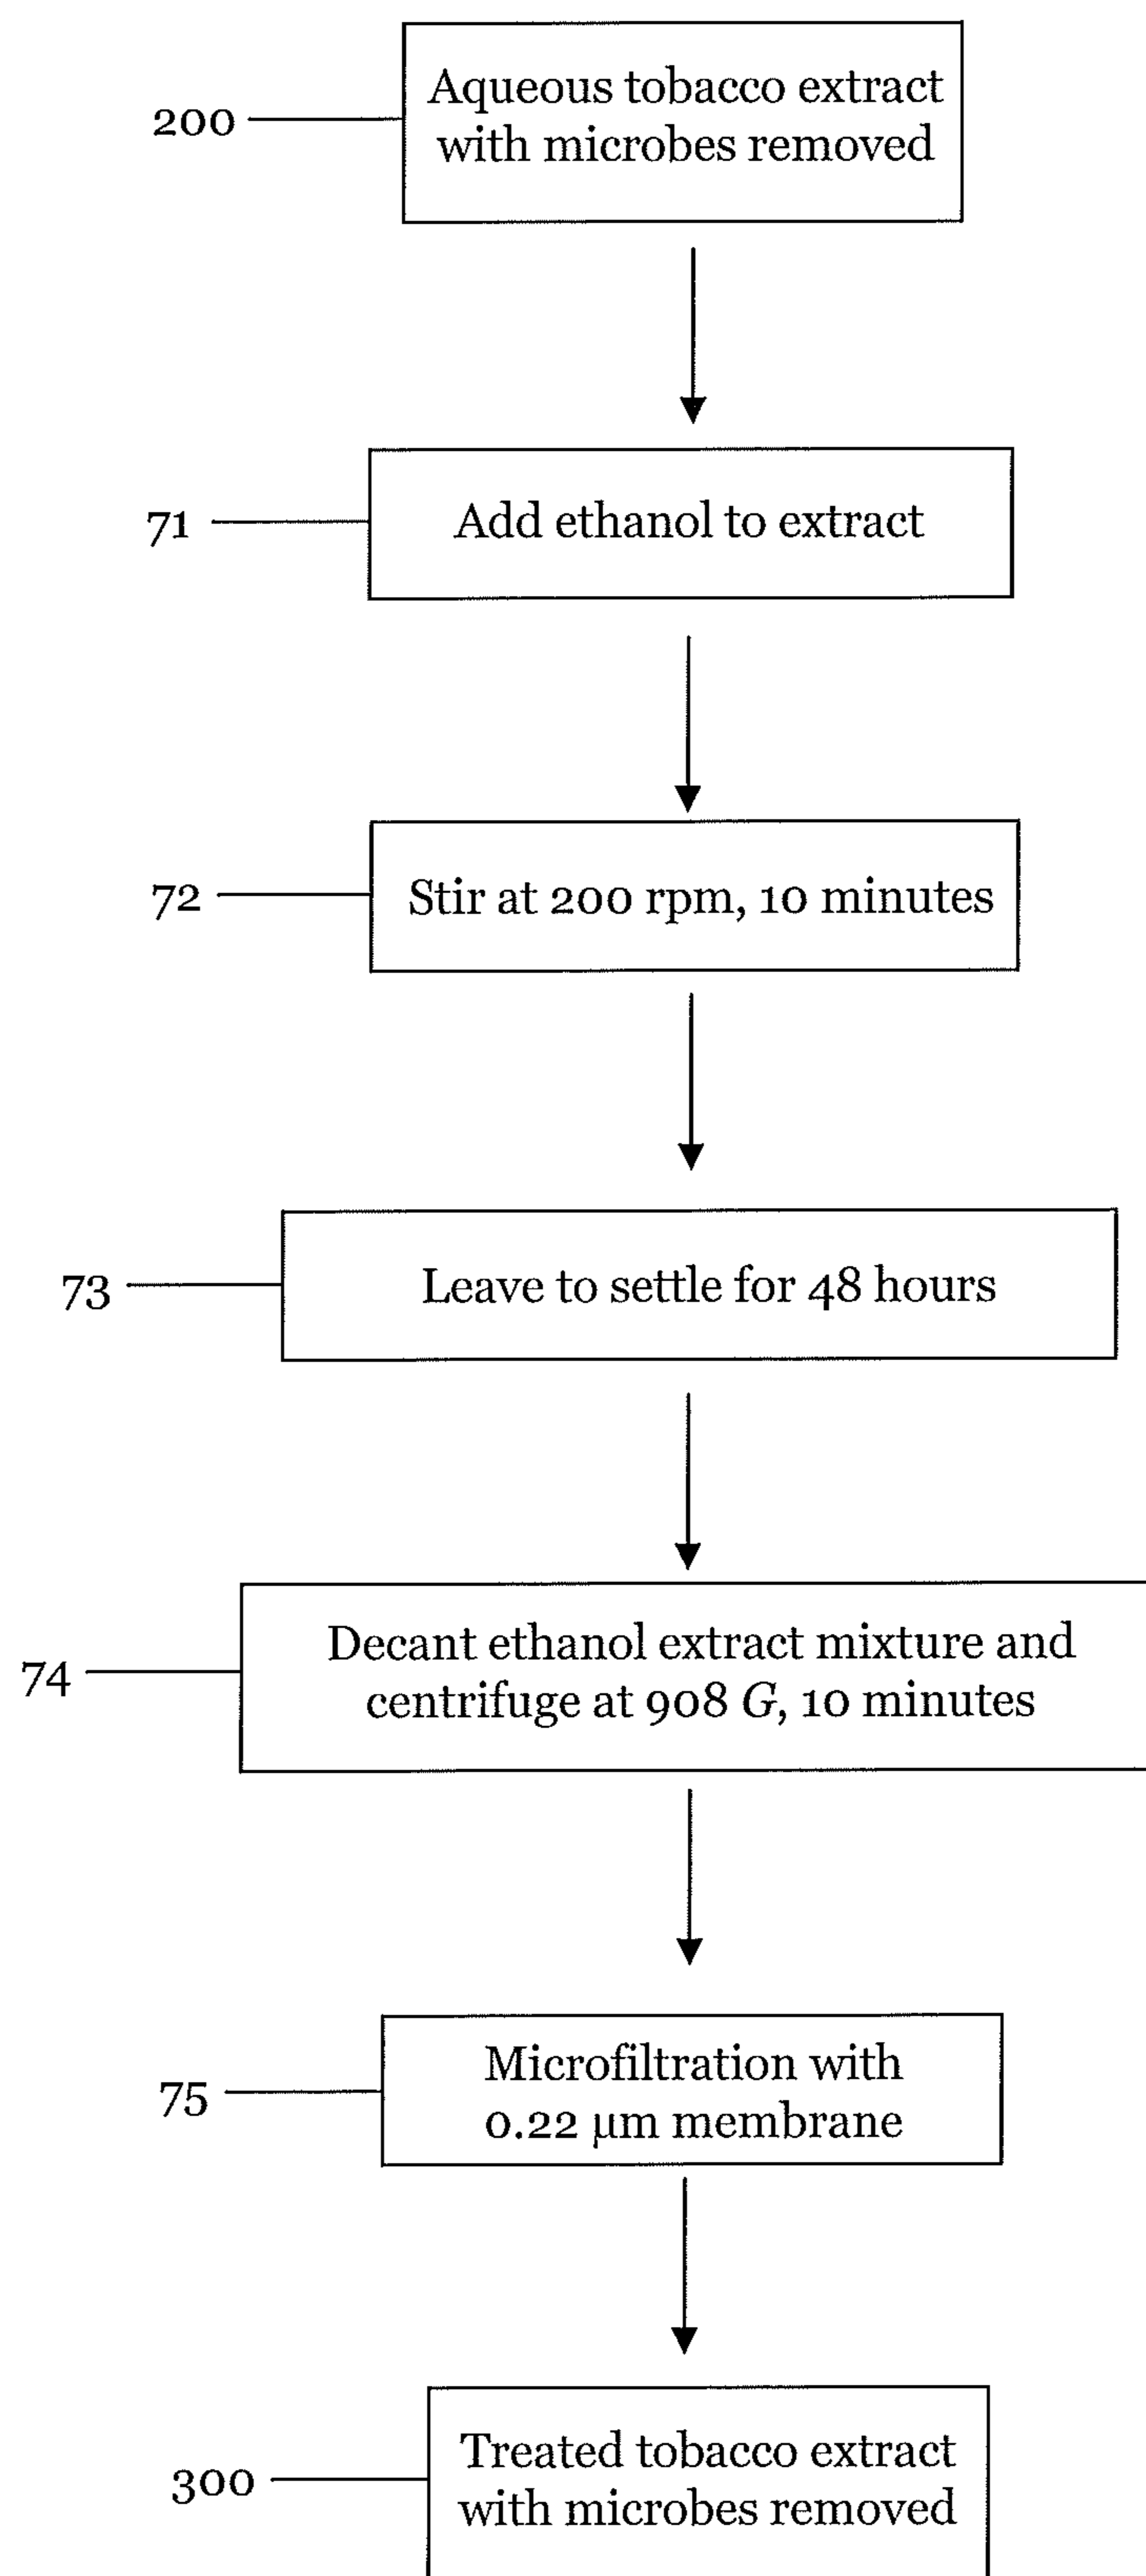 200
Aqueous tobacco extract
with microbes removed
71
Add ethanol to extract
72
Stir at 200 rpm, 10 minutes
73
Leave to settle for 48 hours
74
Decant ethanol extract mixture and
centrifuge at 908 G, 10 minutes
75
Microfiltration with
0.22 µm membrane
300
Treated tobacco extract
with microbes removed